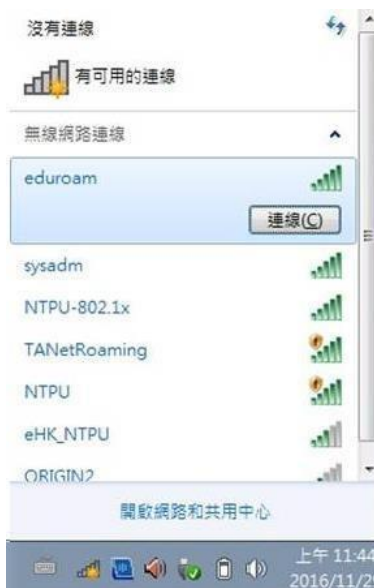 沒有連線
有可用的連線
無線網路連線
eduroam
連線(C)
sysadm
NTPU-802.1x
TANetRoaming
NTPU
eHK_NTPU
ORIGIN2
開啟網路和共用中心
上午 11:44
2016/11/2